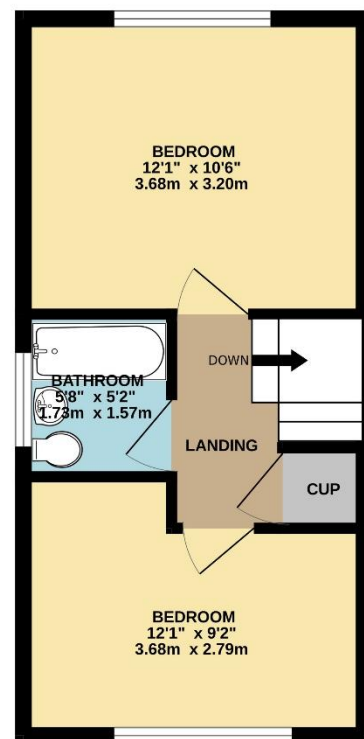 BEDROOM
12'1" x 10'6"
3.68m x 3.20m
DOWN
BATHROOM
5'8" x 5'2"
1.73m x 1.57m
LANDING
CUP
BEDROOM
12'1" x 9'2"
3.68m x 2.79m